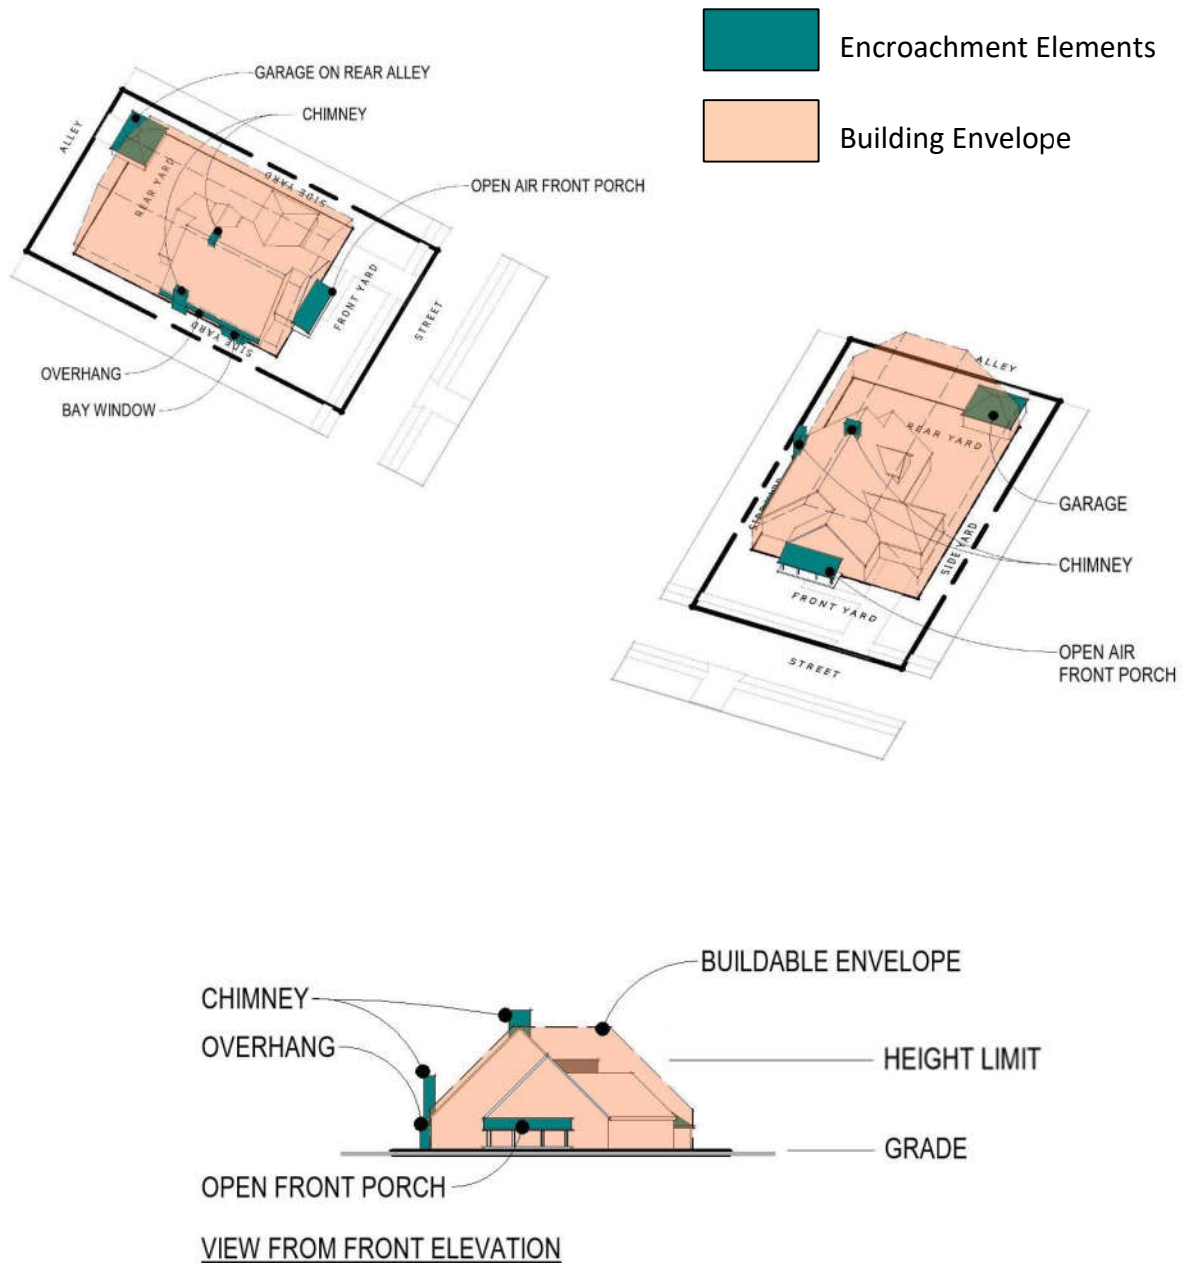 Encroachment Elements
Building Envelope
GARAGE ON REAR ALLEY
CHIMNEY
ALLEY
SIDE YARD
REAR YARD
OPEN AIR FRONT PORCH
FRONT YARD
STREET
SIDE YARD
OVERHANG
BAY WINDOW
ALLEY
REAR YARD
GARAGE
SIDE YARD
SIDE YARD
CHIMNEY
FRONT YARD
OPEN AIR
FRONT PORCH
STREET
BUILDABLE ENVELOPE
CHIMNEY
OVERHANG
HEIGHT LIMIT
GRADE
OPEN FRONT PORCH
VIEW FROM FRONT ELEVATION